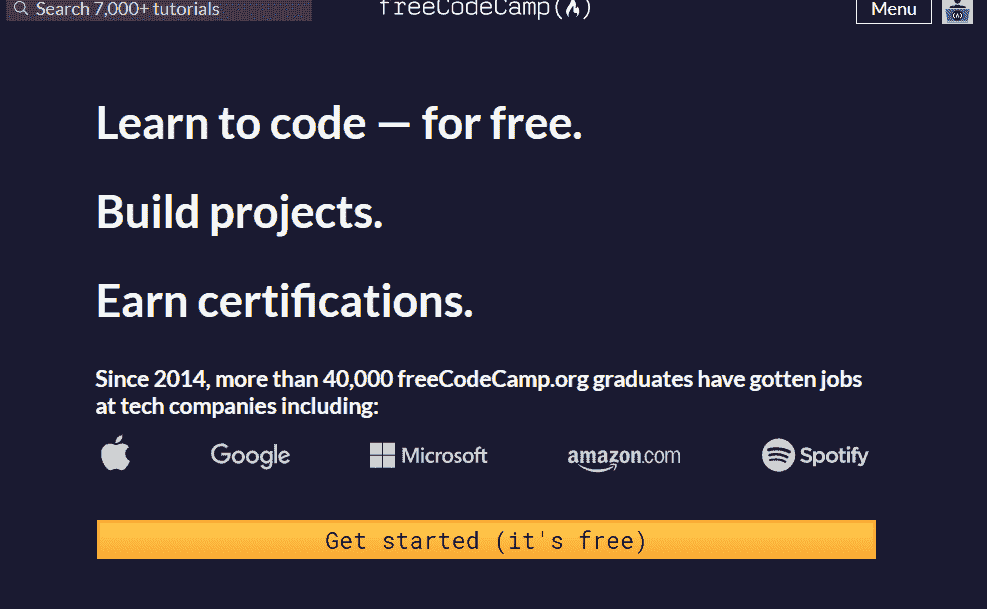 Search 7,000+ tutorials
freeCodeCamp(🔥)
Menu
Learn to code — for free.
Build projects.
Earn certifications.
Since 2014, more than 40,000 freeCodeCamp.org graduates have gotten jobs
at tech companies including:
Google
Microsoft
amazon.com
Spotify
Get started (it's free)